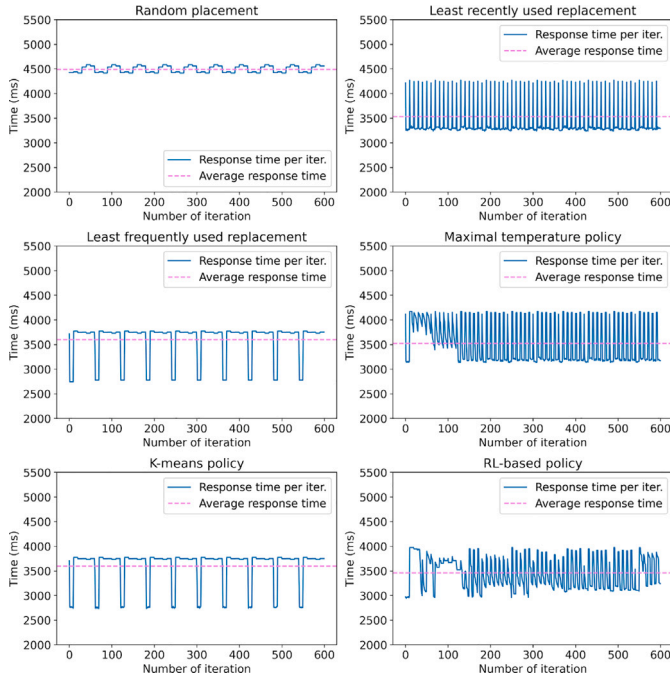 Random placement
5500
5000
4500
4000
3500
3000
2500
2000
Time (ms)
Response time per iter.
Average response time
0 100 200 300 400 500 600
Number of iteration
Least recently used replacement
5500
5000
4500
4000
3500
3000
2500
2000
Time (ms)
Response time per iter.
Average response time
0 100 200 300 400 500 600
Number of iteration
Least frequently used replacement
5500
5000
4500
4000
3500
3000
2500
2000
Time (ms)
Response time per iter.
Average response time
0 100 200 300 400 500 600
Number of iteration
Maximal temperature policy
5500
5000
4500
4000
3500
3000
2500
2000
Time (ms)
Response time per iter.
Average response time
0 100 200 300 400 500 600
Number of iteration
K-means policy
5500
5000
4500
4000
3500
3000
2500
2000
Time (ms)
Response time per iter.
Average response time
0 100 200 300 400 500 600
Number of iteration
RL-based policy
5500
5000
4500
4000
3500
3000
2500
2000
Time (ms)
Response time per iter.
Average response time
0 100 200 300 400 500 600
Number of iteration